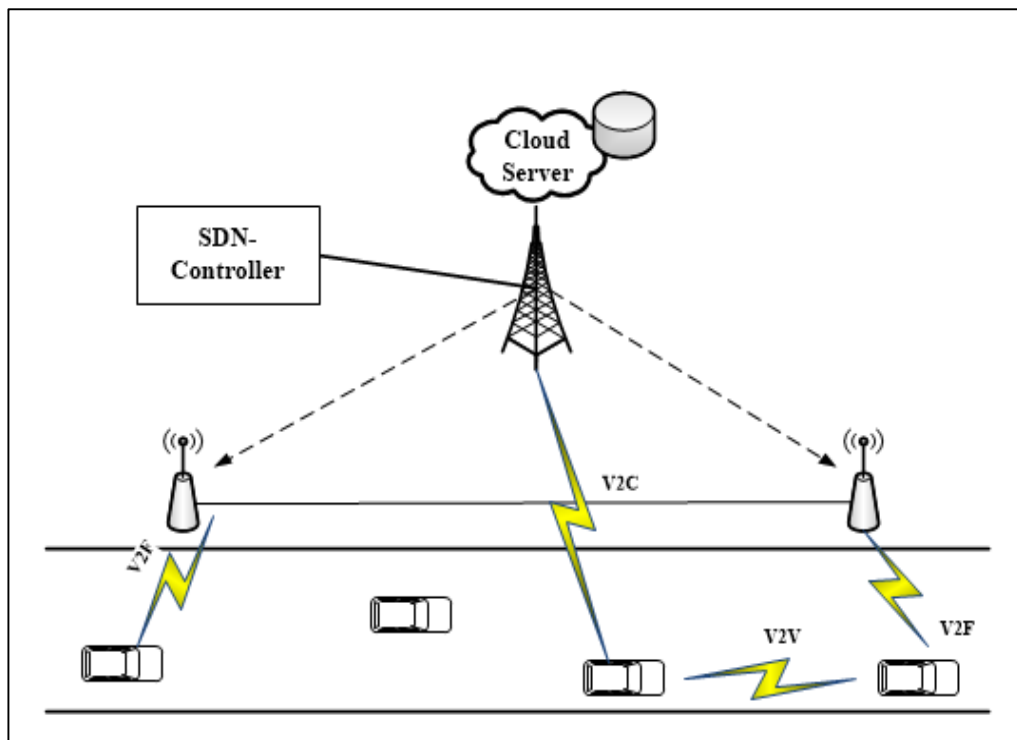 Cloud
Server
SDN-
Controller
V2C
V2F
V2V
V2F